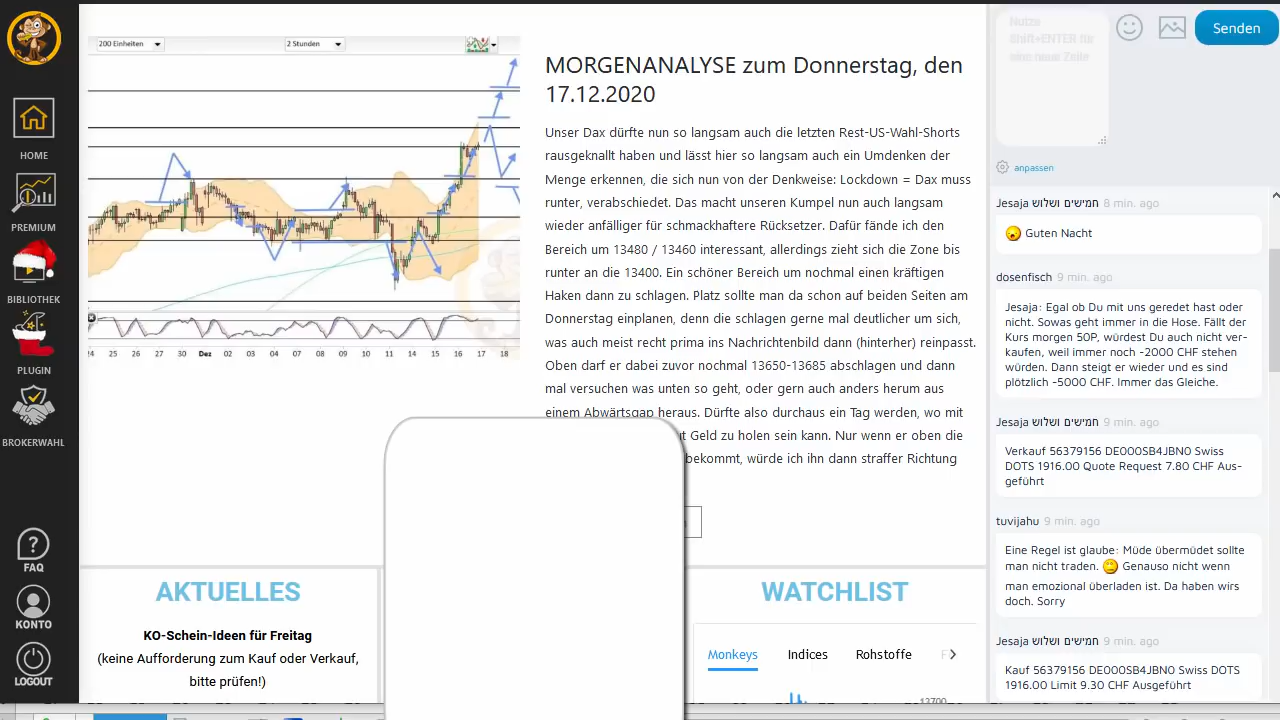 HOME
PREMIUM
BIBLIOTHEK
PLUGIN
BROKERWAHL
FAQ
KONTO
LOGOUT
200 Einheiten
2 Stunden
24 25 26 27 30 Dez 02 03 04 07 08 09 10 11 14 15 16 17 18
MORGENANALYSE zum Donnerstag, den
17.12.2020
Unser Dax dürfte nun so langsam auch die letzten Rest-US-Wahl-Shorts
rausgeknallt haben und lässt hier so langsam auch ein Umdenken der
Menge erkennen, die sich nun von der Denkweise: Lockdown = Dax muss
runter, verabschiedet. Das macht unseren Kumpel nun auch langsam
wieder anfälliger für schmackhaftere Rücksetzer. Dafür fände ich den
Bereich um 13480 / 13460 interessant, allerdings zieht sich die Zone bis
runter an die 13400. Ein schöner Bereich um nochmal einen kräftigen
Haken dann zu schlagen. Platz sollte man da schon auf beiden Seiten am
Donnerstag einplanen, denn die schlagen gerne mal deutlicher um sich,
was auch meist recht prima ins Nachrichtenbild dann (hinterher) reinpasst.
Oben darf er dabei zuvor nochmal 13650-13685 abschlagen und dann
mal versuchen was unten so geht, oder gern auch anders herum aus
einem Abwärtsgap heraus. Dürfte also durchaus ein Tag werden, wo mit
t Geld zu holen sein kann. Nur wenn er oben die
bekommt, würde ich ihn dann straffer Richtung
AKTUELLES
KO-Schein-Ideen für Freitag
(keine Aufforderung zum Kauf oder Verkauf,
bitte prüfen!)
WATCHLIST
Monkeys Indices Rohstoffe F
13700
Nutze
Shift+ENTER für
eine neue Zeile
Senden
anpassen
Jesaja חמישים ושלוש 8 min. ago
Guten Nacht
dosenfisch 9 min. ago
Jesaja: Egal ob Du mit uns geredet hast oder
nicht. Sowas geht immer in die Hose. Fällt der
Kurs morgen 50P, würdest Du auch nicht ver-
kaufen, weil immer noch -2000 CHF stehen
würden. Dann steigt er wieder und es sind
plötzlich -5000 CHF. Immer das Gleiche.
Jesaja חמישים ושלוש 9 min. ago
Verkauf 56379156 DE000SB4JBN0 Swiss
DOTS 1916.00 Quote Request 7.80 CHF Aus-
geführt
tuvijahu 9 min. ago
Eine Regel ist glaube: Müde übermüdet sollte
man nicht traden. Genauso nicht wenn
man emozional überladen ist. Da haben wirs
doch. Sorry
Jesaja חמישים ושלוש 9 min. ago
Kauf 56379156 DE000SB4JBN0 Swiss DOTS
1916.00 Limit 9.30 CHF Ausgeführt